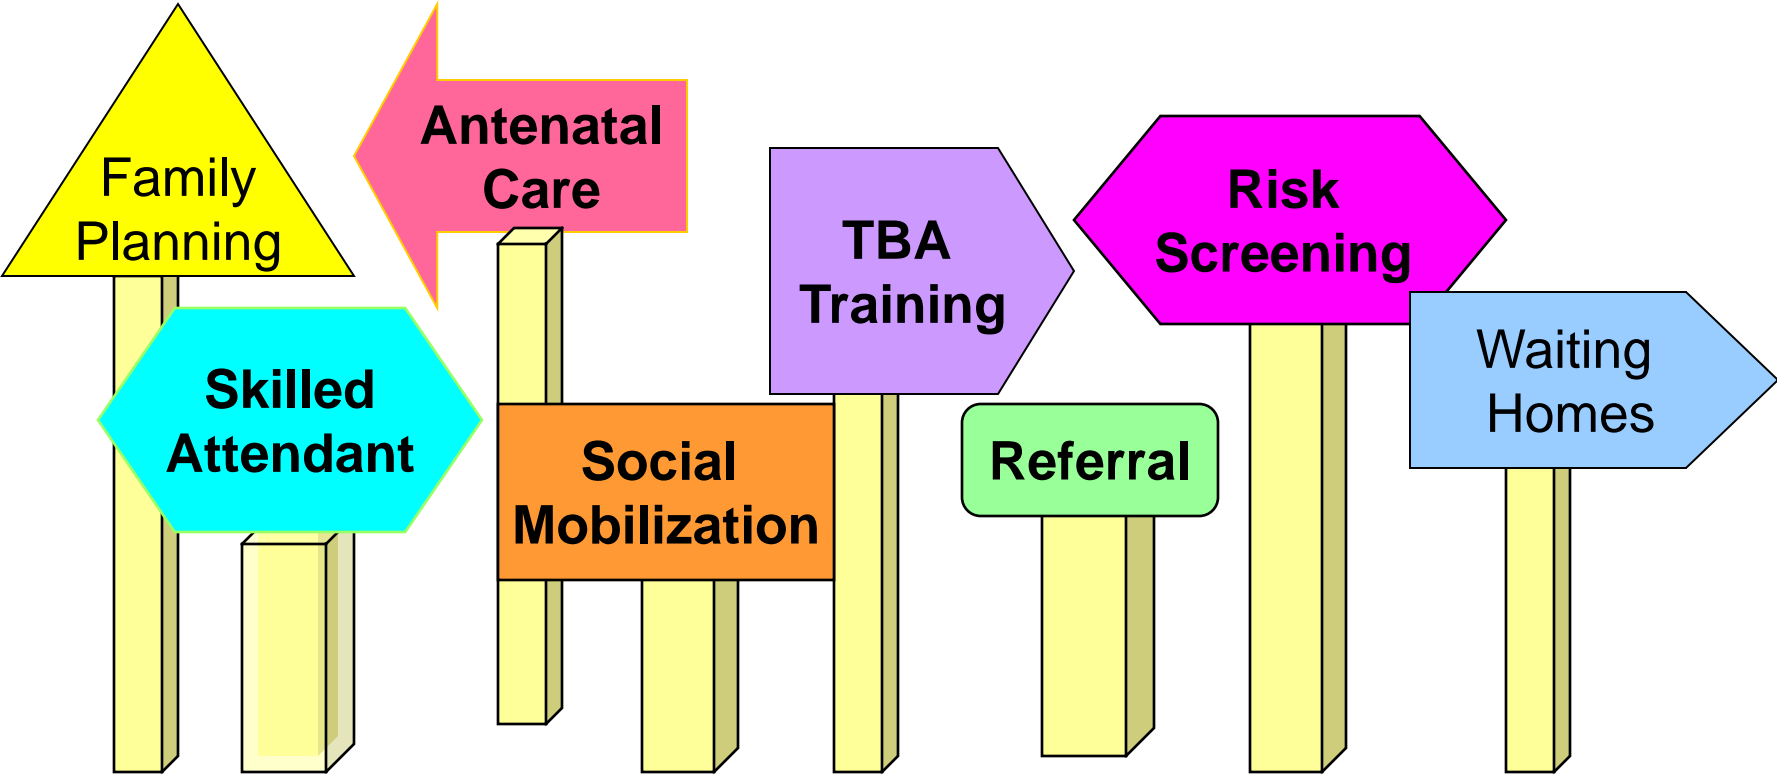 Family
Planning
Antenatal
Care
Skilled
Attendant
Social
Mobilization
TBA
Training
Referral
Risk
Screening
Waiting
Homes